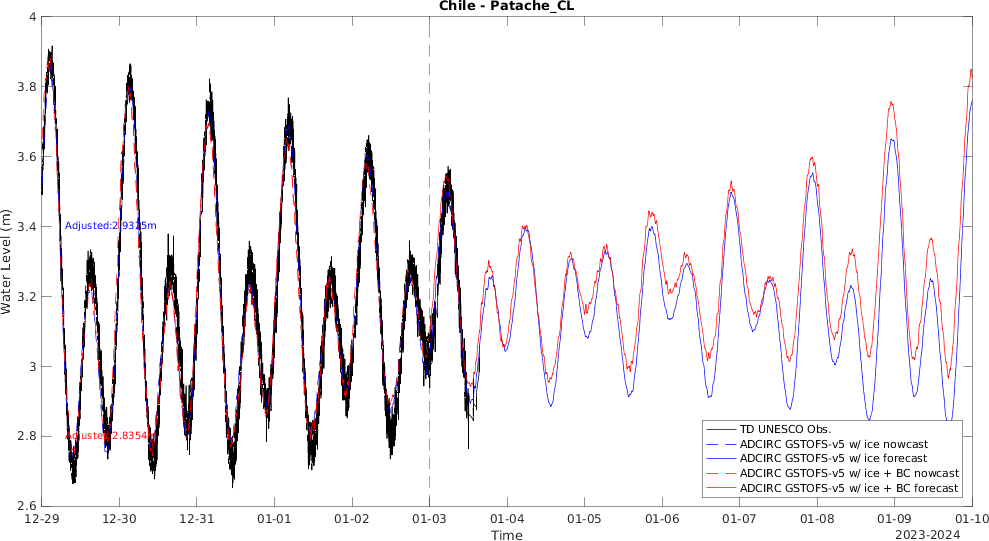 Chile - Patache_CL
4
3.8
3.6
3.4
3.2
3
2.8
2.6
Water Level (m)
Adjusted:2.9325m
Adjusted:2.8354m
TD UNESCO Obs.
ADCIRC GSTOFS-v5 w/ ice nowcast
ADCIRC GSTOFS-v5 w/ ice forecast
ADCIRC GSTOFS-v5 w/ ice + BC nowcast
ADCIRC GSTOFS-v5 w/ ice + BC forecast
12-29 12-30 12-31 01-01 01-02 01-03 01-04 01-05 01-06 01-07 01-08 01-09 01-10
Time
2023-2024